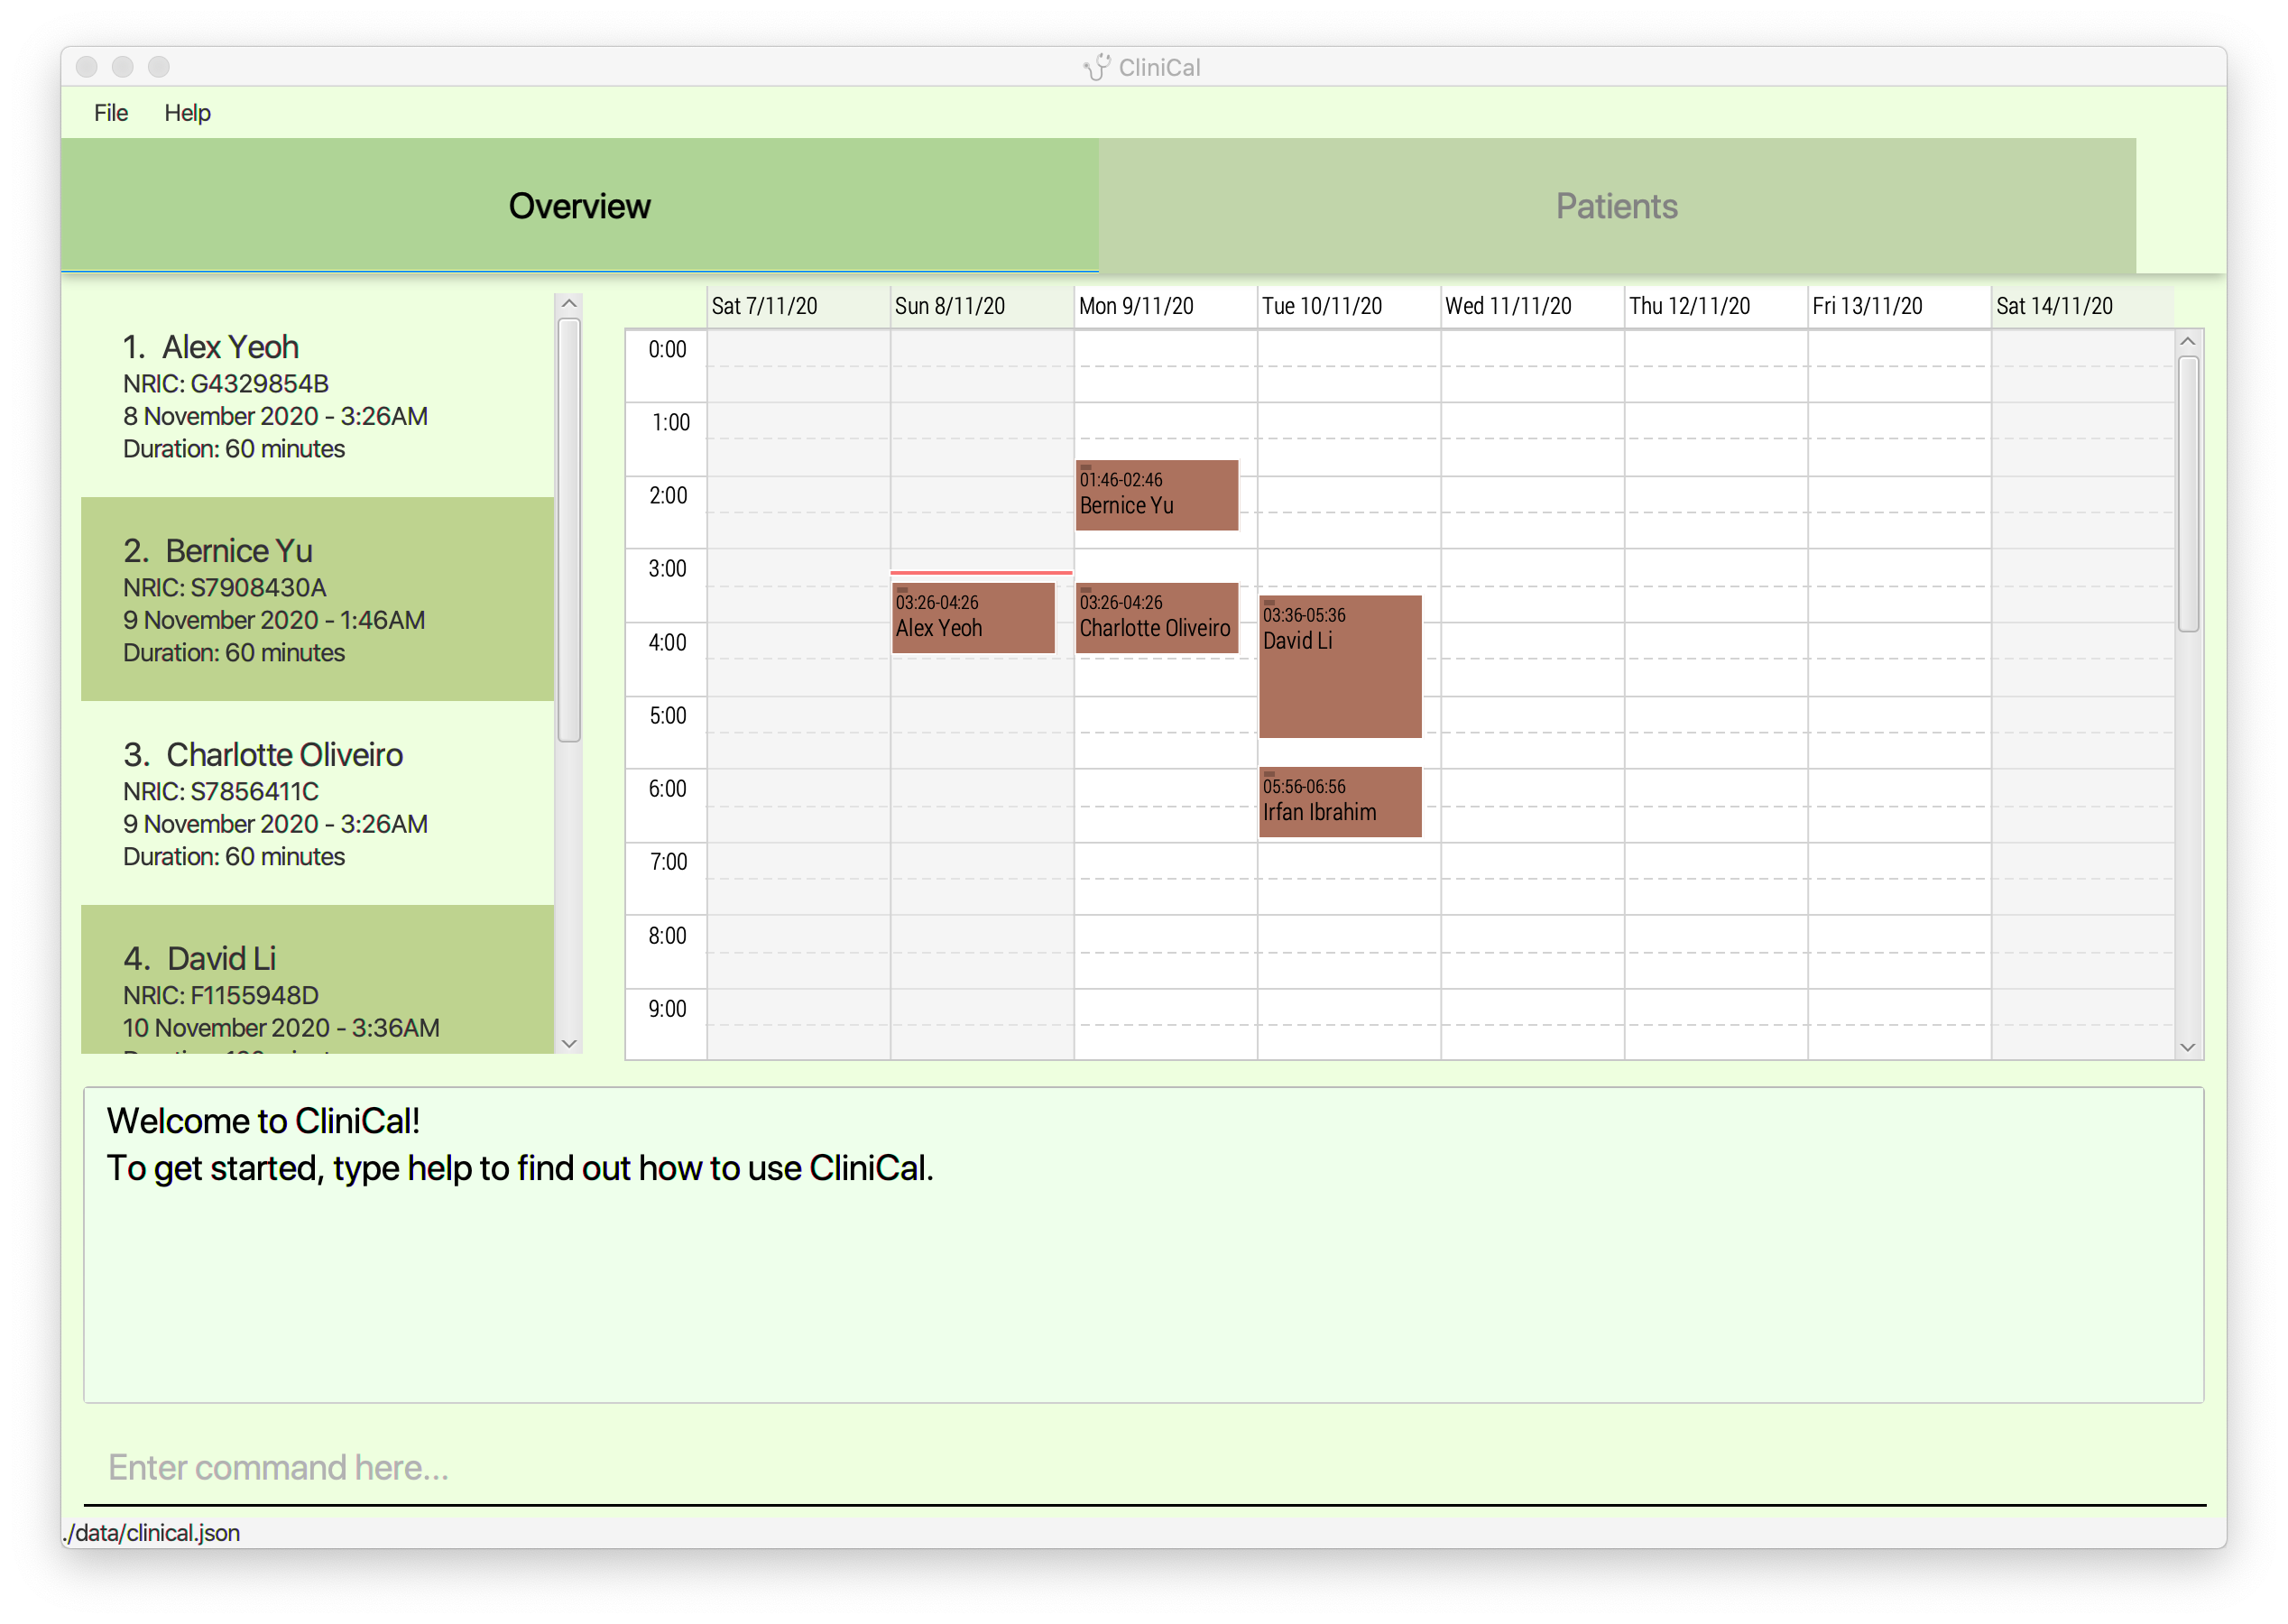 CliniCal
File Help
Overview
Patients
1. Alex Yeoh
NRIC: G4329854B
8 November 2020 - 3:26AM
Duration: 60 minutes
2. Bernice Yu
NRIC: S7908430A
9 November 2020 - 1:46AM
Duration: 60 minutes
3. Charlotte Oliveiro
NRIC: S7856411C
9 November 2020 - 3:26AM
Duration: 60 minutes
4. David Li
NRIC: F1155948D
10 November 2020 - 3:36AM
Sat 7/11/20 Sun 8/11/20 Mon 9/11/20 Tue 10/11/20 Wed 11/11/20 Thu 12/11/20 Fri 13/11/20 Sat 14/11/20
0:00
1:00
2:00
3:00
4:00
5:00
6:00
7:00
8:00
9:00
03:26-04:26
Alex Yeoh
01:46-02:46
Bernice Yu
03:26-04:26
Charlotte Oliveiro
03:36-05:36
David Li
05:56-06:56
Irfan Ibrahim
Welcome to CliniCal!
To get started, type help to find out how to use CliniCal.
Enter command here...
./data/clinical.json